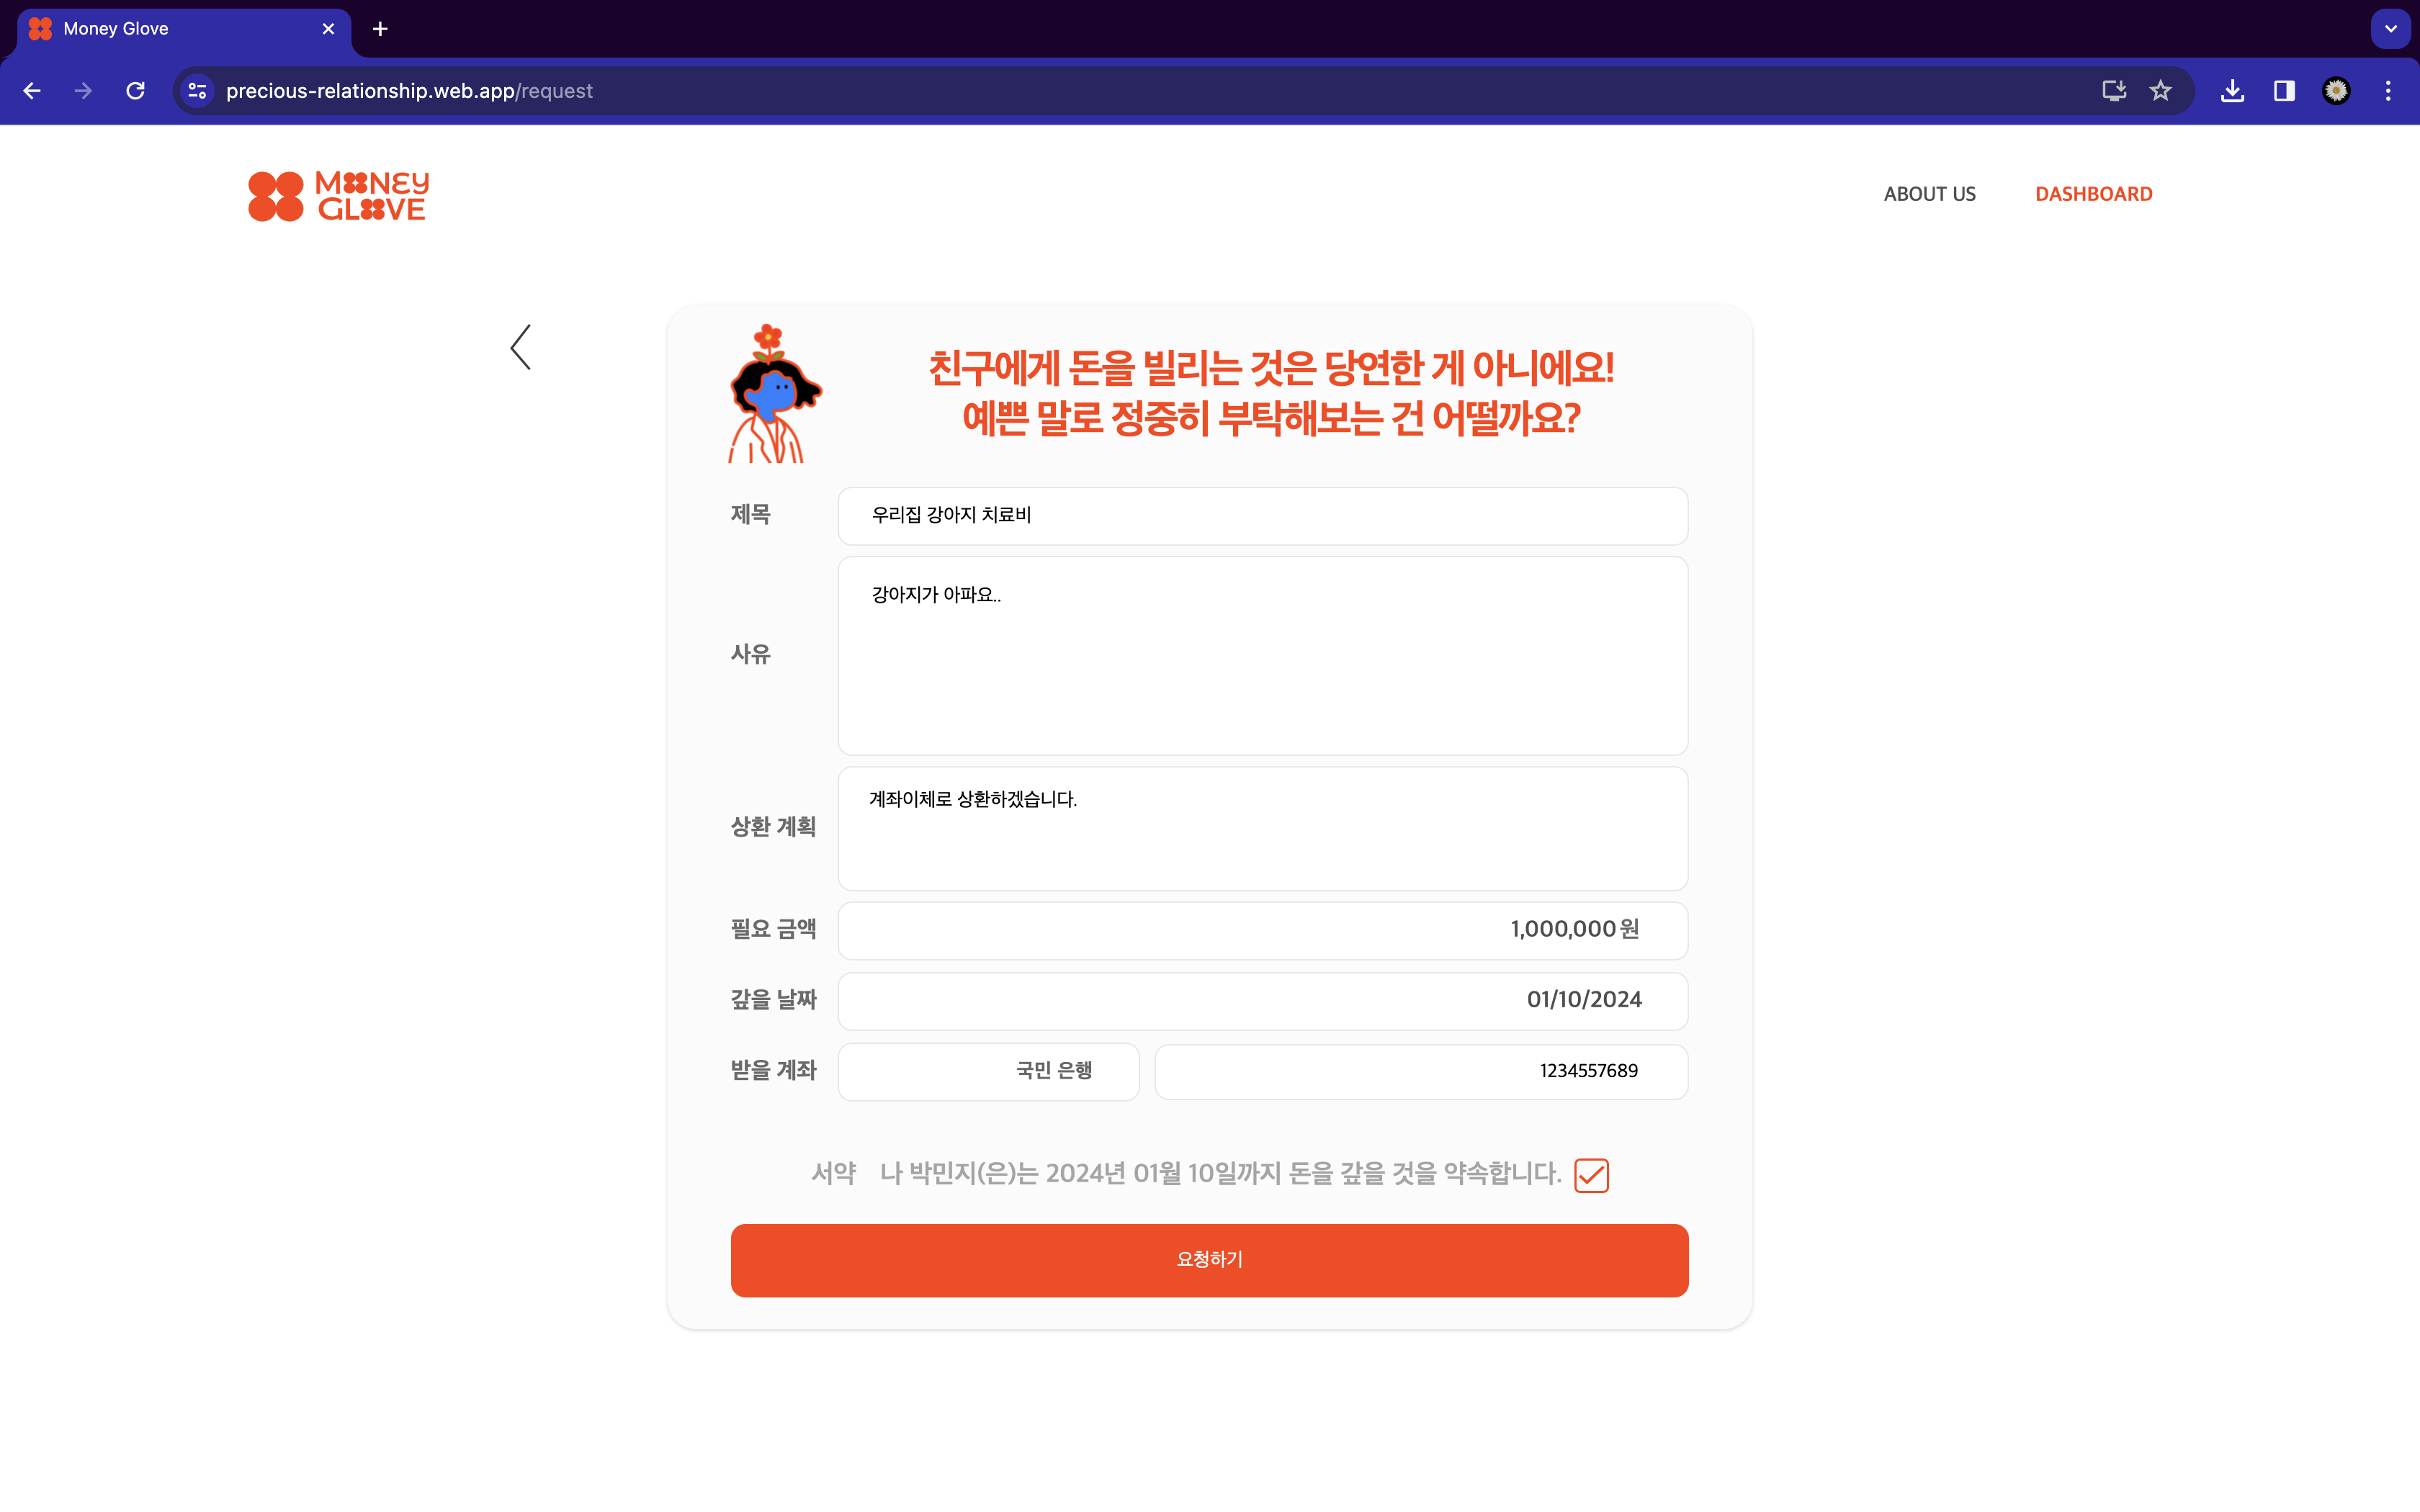 Money Glove
precious-relationship.web.app/request
MONEY
GLOVE
ABOUT US
DASHBOARD
친구에게 돈을 빌리는 것은 당연한 게 아니에요!
예쁜 말로 정중히 부탁해보는 건 어떨까요?
제목
우리집 강아지 치료비
사유
강아지가 아파요..
상환 계획
계좌이체로 상환하겠습니다.
필요 금액
1,000,000원
갚을 날짜
01/10/2024
받을 계좌
국민 은행
1234557689
서약 나 박민지(은)는 2024년 01월 10일까지 돈을 갚을 것을 약속합니다.
요청하기